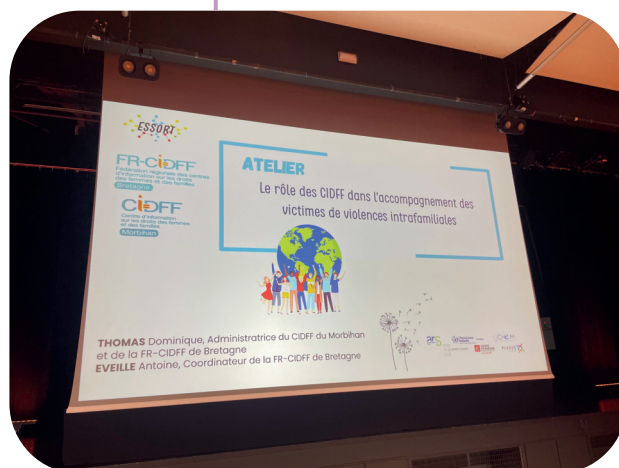 ESSORT
FR-CIDFF
Fédération régionale des centres
d'information sur les droits
des femmes et des familles
Bretagne
CIDFF
Centre d'information
sur les droits des femmes
et des familles
Morbihan
ATELIER
Le rôle des CIDFF dans l'accompagnement des
victimes de violences intrafamiliales
THOMAS Dominique, Administratrice du CIDFF du Morbihan
et de la FR-CIDFF de Bretagne
EVEILLE Antoine, Coordinateur de la FR-CIDFF de Bretagne
ars